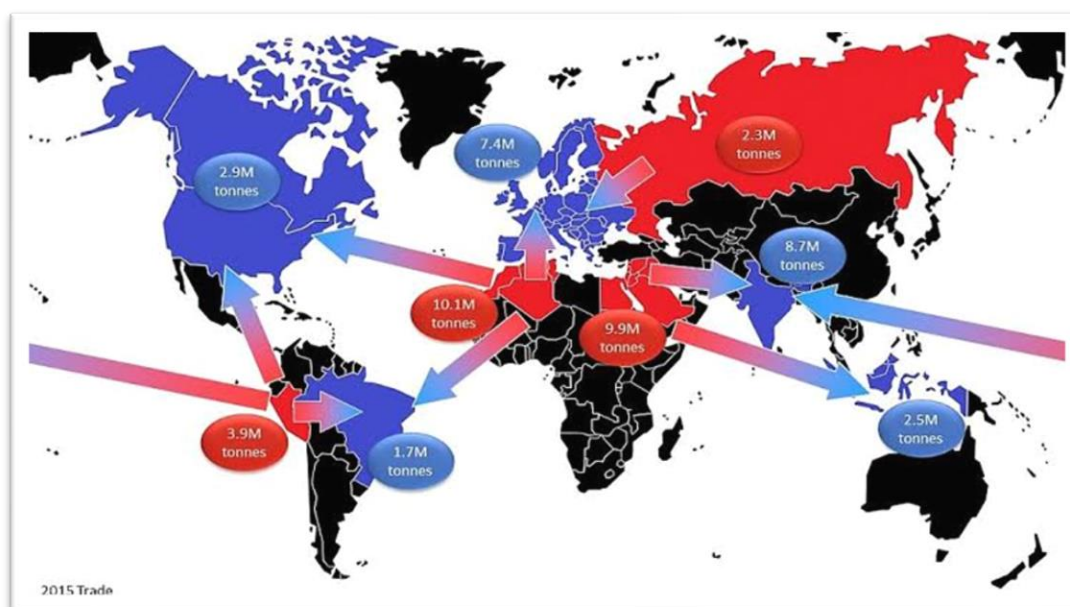 7.4M
tonnes
2.3M
tonnes
2.9M
tonnes
8.7M
tonnes
10.1M
tonnes
9.9M
tonnes
3.9M
tonnes
1.7M
tonnes
2.5M
tonnes
2015 Trade